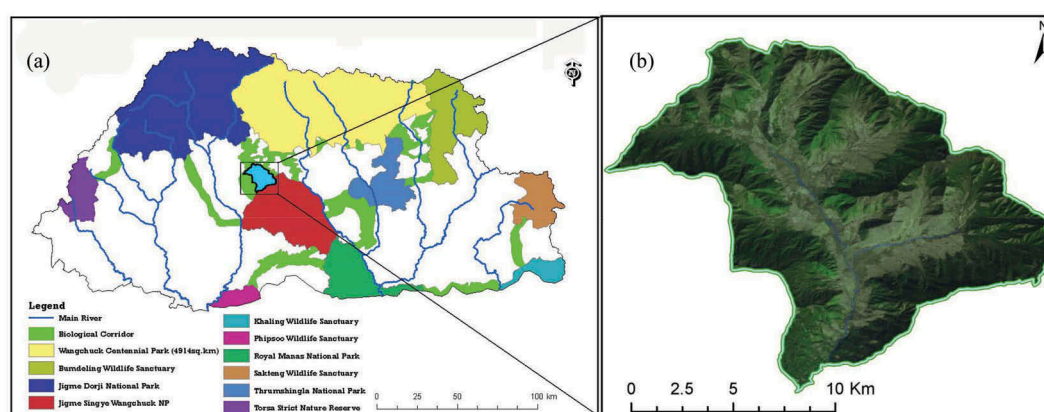 (a)
(b)
N
Legend
Main River
Biological Corridor
Wangchuck Centennial Park (4914sq.km)
Bumdeling Wildlife Sanctuary
Jigme Dorji National Park
Jigme Singye Wangchuck NP
Khaling Wildlife Sanctuary
Phipsoo Wildlife Sanctuary
Royal Manas National Park
Sakteng Wildlife Sanctuary
Thrumshingla National Park
Torsa Strict Nature Reserve
0 25 50 100 km
0 2.5 5 10 Km